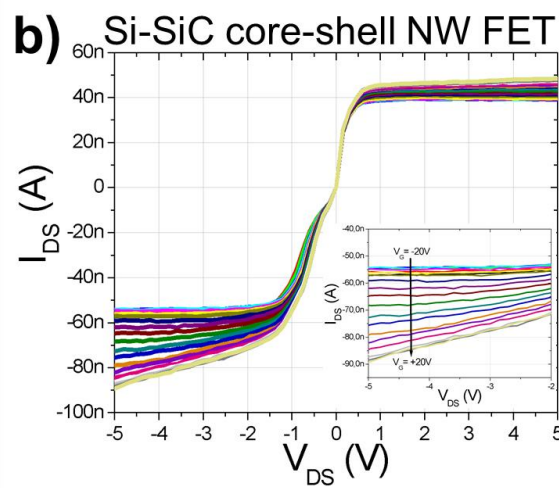 b) Si-SiC core-shell NW FET
60n
40n
20n
0
-20n
-40n
-60n
-80n
-100n
I_DS (A)
-5 -4 -3 -2 -1 0 1 2 3 4 5
V_DS (V)
-40,0n
-50,0n
-60,0n
-70,0n
-80,0n
-90,0n
I_DS (A)
V_G = -20V
V_G = +20V
-5 -4 -3 -2
V_DS (V)